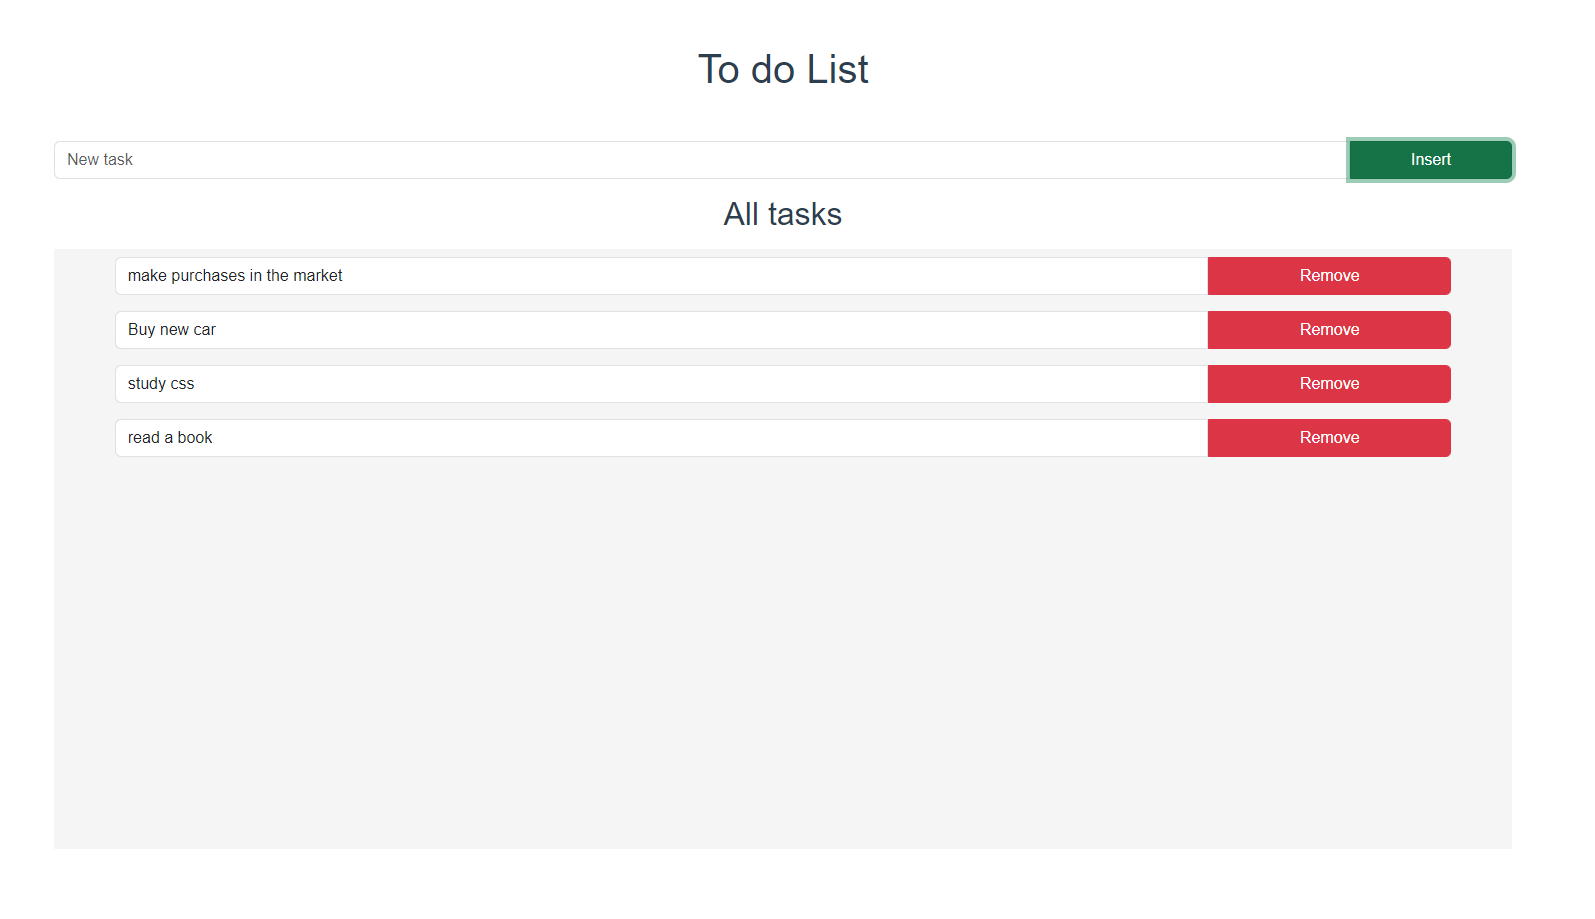 To do List
New task Insert
All tasks
make purchases in the market Remove
Buy new car Remove
study css Remove
read a book Remove